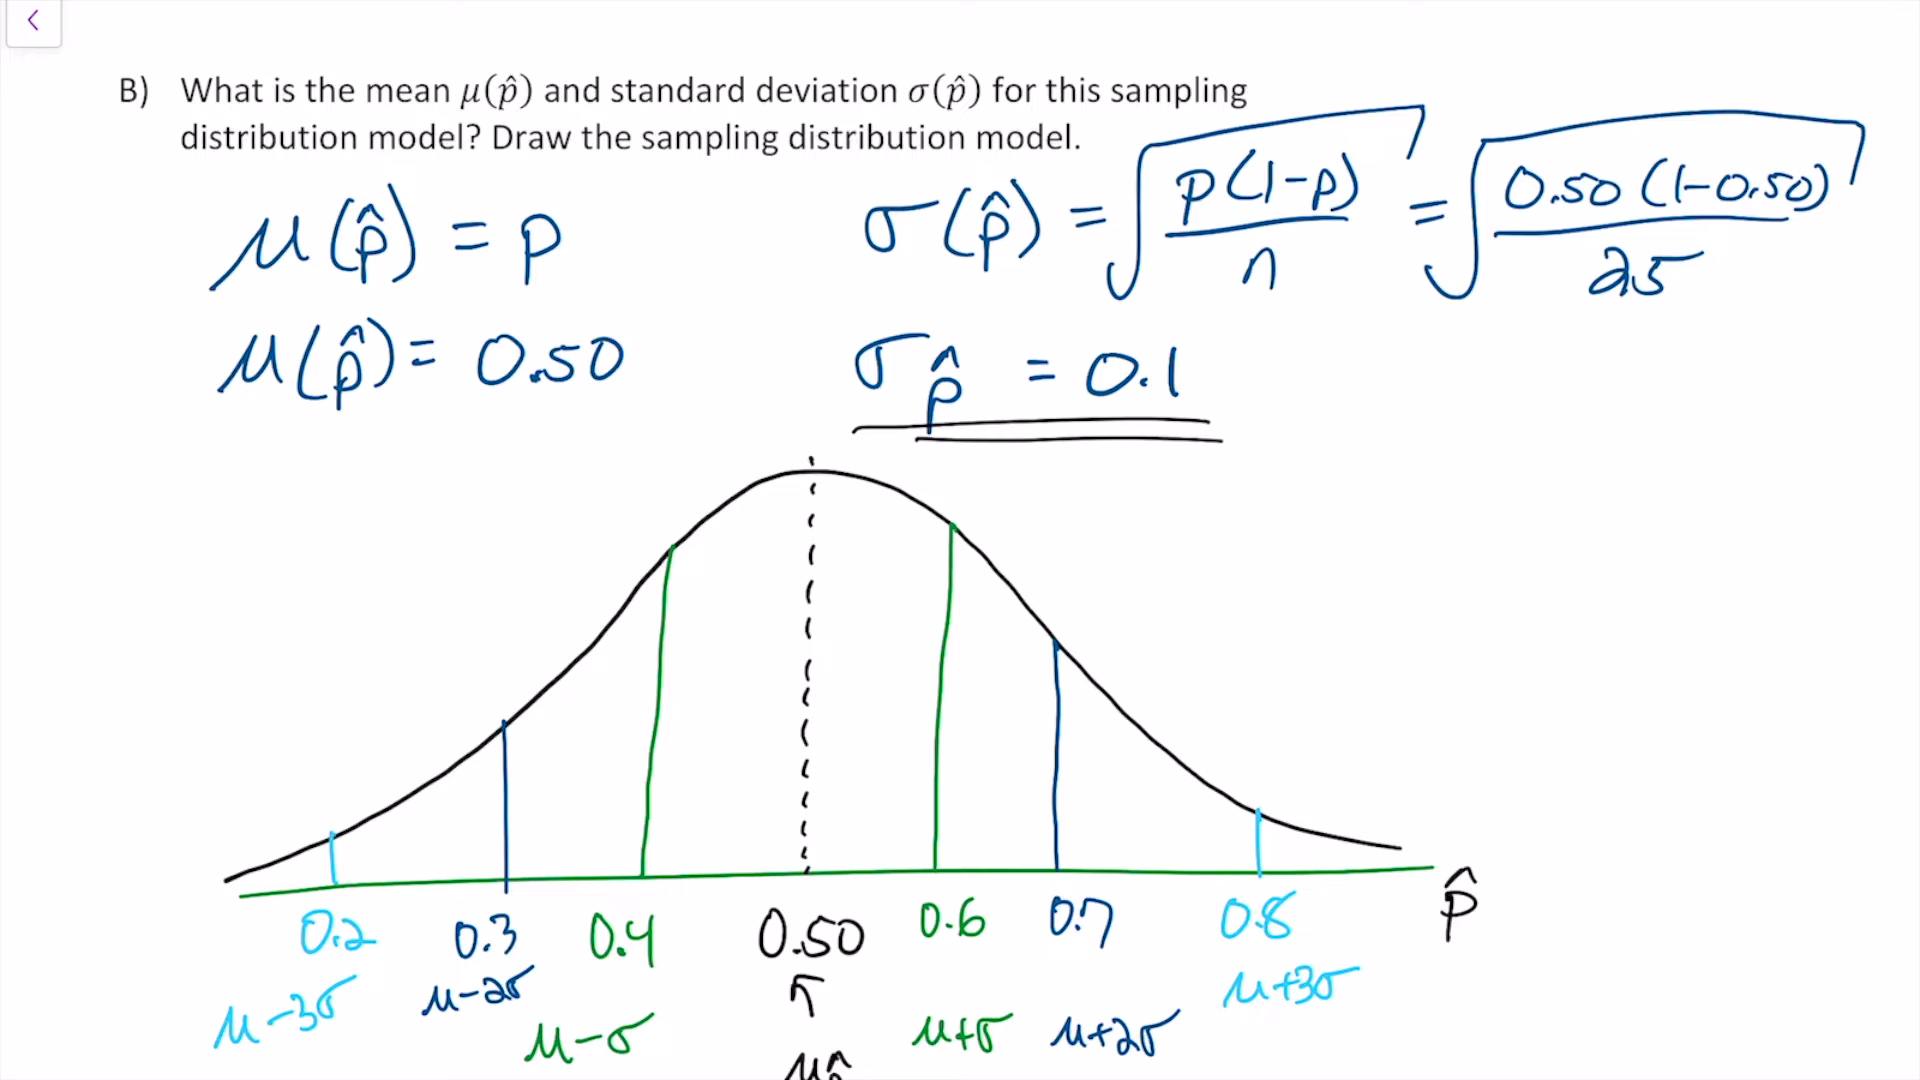 B) What is the mean μ(p̂) and standard deviation σ(p̂) for this sampling
distribution model? Draw the sampling distribution model.
μ(p̂) = p
σ(p̂) = √(p(1-p)/n) = √(0.50(1-0.50)/25)
μ(p̂) = 0.50
σp̂ = 0.1
0.2 0.3 0.4 0.50 0.6 0.7 0.8 p̂
μ-3σ μ-2σ μ-σ μ+σ μ+2σ μ+3σ
μp̂